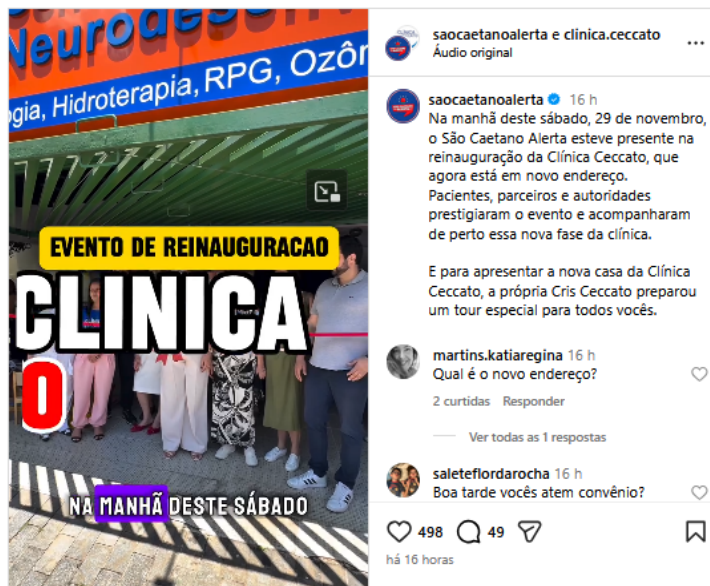 Neurodesenv
gia, Hidroterapia, RPG, Ozôn
EVENTO DE REINAUGURACAO
CLINICA
O
NA MANHÃ DESTE SÁBADO
saocaetanoalerta e clinica.ceccato
Áudio original
saocaetanoalerta 16 h
Na manhã deste sábado, 29 de novembro,
o São Caetano Alerta esteve presente na
reinauguração da Clínica Ceccato, que
agora está em novo endereço.
Pacientes, parceiros e autoridades
prestigiaram o evento e acompanharam
de perto essa nova fase da clínica.
E para apresentar a nova casa da Clínica
Ceccato, a própria Cris Ceccato preparou
um tour especial para todos vocês.
martins.katiaregina 16 h
Qual é o novo endereço?
2 curtidas Responder
Ver todas as 1 respostas
saleteflordarocha 16 h
Boa tarde vocês atem convênio?
498 49
há 16 horas